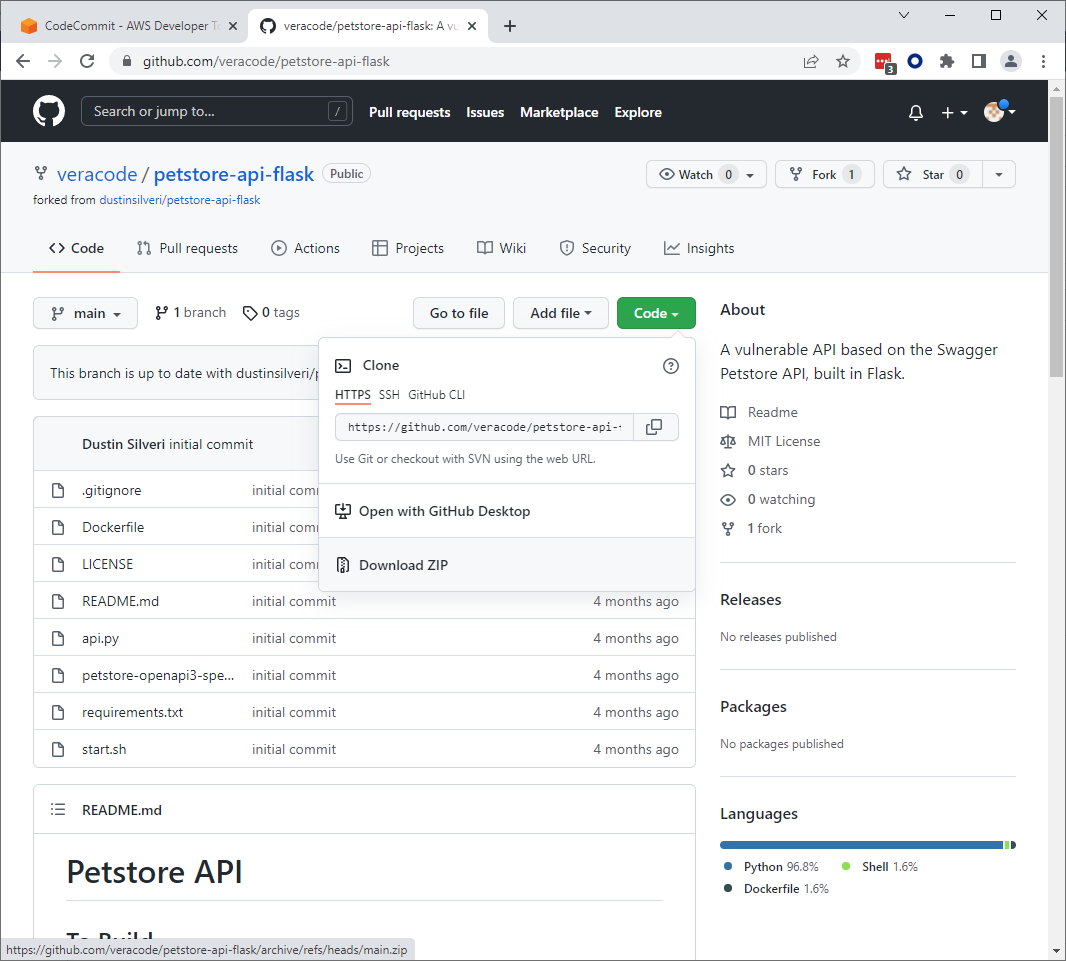 CodeCommit - AWS Developer To
veracode/petstore-api-flask: A vu
github.com/veracode/petstore-api-flask
3
Search or jump to... /
Pull requests Issues Marketplace Explore
veracode / petstore-api-flask Public
Watch 0 Fork 1 Star 0
forked from dustinsilveri/petstore-api-flask
Code Pull requests Actions Projects Wiki Security Insights
main 1 branch 0 tags Go to file Add file Code
This branch is up to date with dustinsilveri/p
Clone
HTTPS SSH GitHub CLI
https://github.com/veracode/petstore-api-
Use Git or checkout with SVN using the web URL.
Open with GitHub Desktop
Download ZIP
Dustin Silveri initial commit
.gitignore initial comm
Dockerfile initial comm
LICENSE initial comm
README.md initial commit 4 months ago
api.py initial commit 4 months ago
petstore-openapi3-spe... initial commit 4 months ago
requirements.txt initial commit 4 months ago
start.sh initial commit 4 months ago
README.md
Petstore API
To Build
About
A vulnerable API based on the Swagger
Petstore API, built in Flask.
Readme
MIT License
0 stars
0 watching
1 fork
Releases
No releases published
Packages
No packages published
Languages
Python 96.8% Shell 1.6%
Dockerfile 1.6%
https://github.com/veracode/petstore-api-flask/archive/refs/heads/main.zip